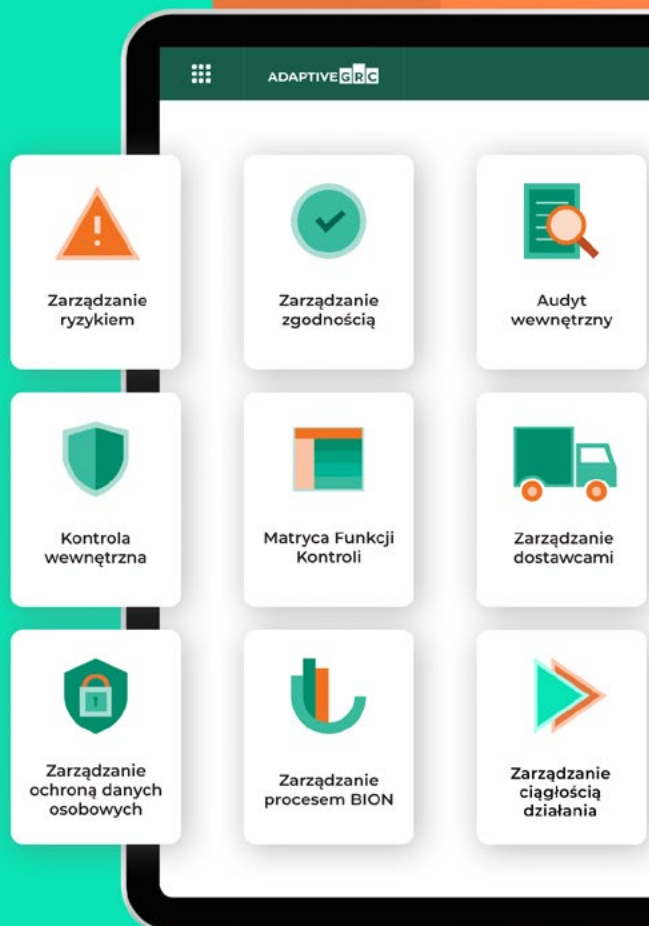 ADAPTIVEGRC
Zarządzanie
ryzykiem
Zarządzanie
zgodnością
Audyt
wewnętrzny
Kontrola
wewnętrzna
Matryca Funkcji
Kontroli
Zarządzanie
dostawcami
Zarządzanie
ochroną danych
osobowych
Zarządzanie
procesem BION
Zarządzanie
ciągłością
działania